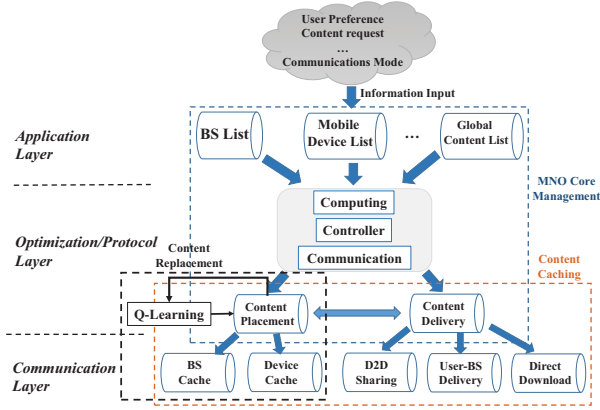 User Preference
Content request
...
Communications Mode
Information Input
Application
Layer
BS List
Mobile
Device List
...
Global
Content List
MNO Core
Management
Computing
Controller
Communication
Optimization/Protocol
Layer
Content
Replacement
Content
Caching
Q-Learning
Content
Placement
Content
Delivery
Communication
Layer
BS
Cache
Device
Cache
D2D
Sharing
User-BS
Delivery
Direct
Download